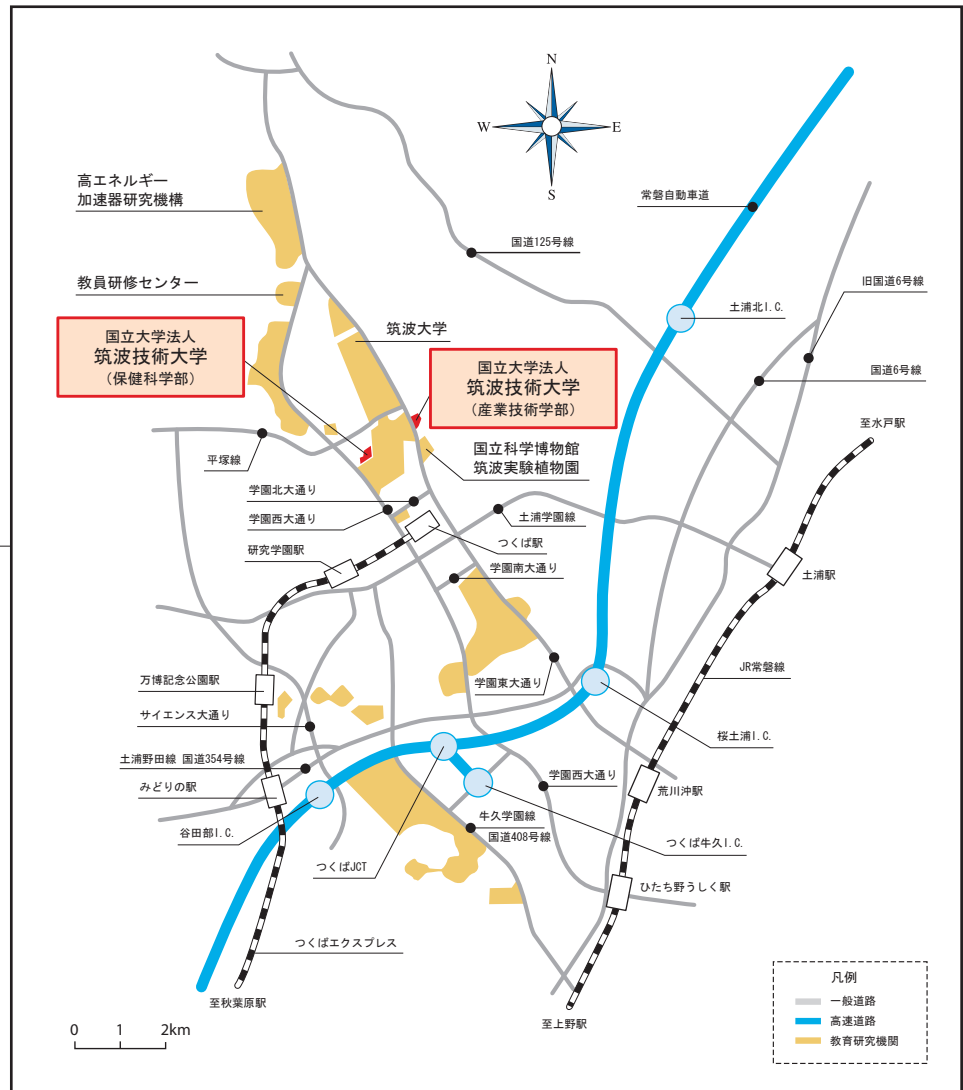 N
W
E
S
高エネルギー
加速器研究機構
常磐自動車道
国道125号線
教員研修センター
旧国道6号線
土浦北I.C.
筑波大学
国立大学法人
筑波技術大学
(保健科学部)
国立大学法人
筑波技術大学
(産業技術学部)
国道6号線
至水戸駅
国立科学博物館
筑波実験植物園
平塚線
学園北大通り
学園西大通り
土浦学園線
つくば駅
研究学園駅
学園南大通り
土浦駅
JR常磐線
万博記念公園駅
学園東大通り
サイエンス大通り
桜土浦I.C.
土浦野田線 国道354号線
みどりの駅
学園西大通り
荒川沖駅
谷田部I.C.
牛久学園線
国道408号線
つくば牛久I.C.
つくばJCT
ひたち野うしく駅
つくばエクスプレス
至秋葉原駅
至上野駅
0 1 2km
凡例
一般道路
高速道路
教育研究機関